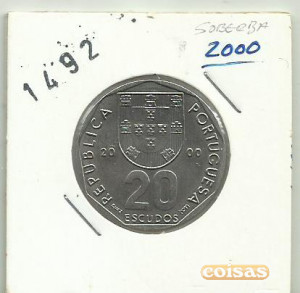 SOBERBA
2000
1492
REPUBLICA PORTUGUESA
20 00
20
ESCUDOS
coisas